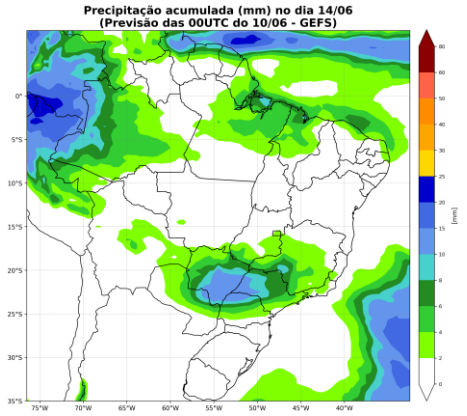 Precipitação acumulada (mm) no dia 14/06
(Previsão das 00UTC do 10/06 - GEFS)
0°
5°S
10°S
15°S
20°S
25°S
30°S
35°S
75°W 70°W 65°W 60°W 55°W 50°W 45°W 40°W
80
60
50
40
30
25
20
15
10
8
6
4
2
0
[mm]